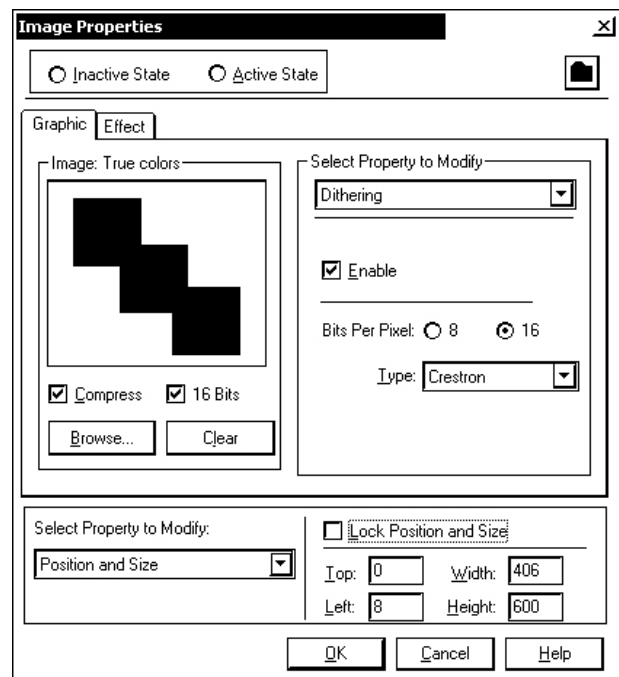 Image Properties
Inactive State Active State
Graphic Effect
Image: True colors
Select Property to Modify
Dithering
Enable
Bits Per Pixel: 8 16
Type: Crestron
Compress 16 Bits
Browse... Clear
Select Property to Modify:
Position and Size
Lock Position and Size
Top: 0 Width: 406
Left: 8 Height: 600
OK Cancel Help